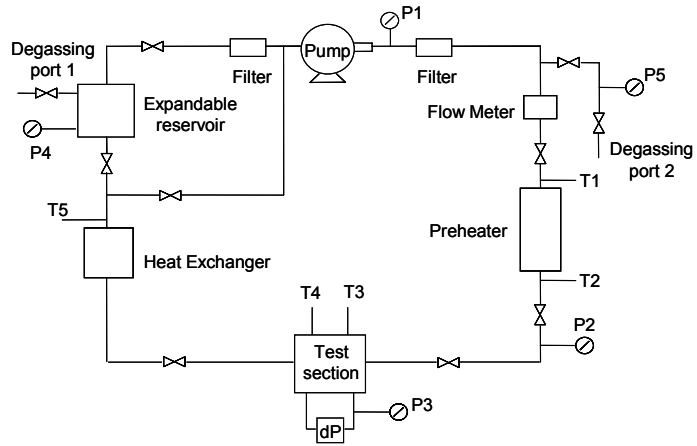 P1
Degassing
port 1
Pump
Filter
Filter
P5
Expandable
reservoir
Flow Meter
P4
Degassing
port 2
T1
T5
Preheater
Heat Exchanger
T2
T4
T3
P2
Test
section
P3
dP